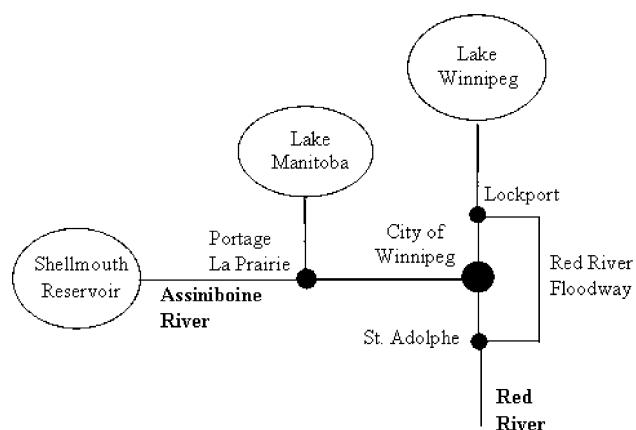 Lake
Winnipeg
Lake
Manitoba
Lockport
City of
Winnipeg
Portage
La Prairie
Shellmouth
Reservoir
Red River
Floodway
Assiniboine
River
St. Adolphe
Red
River